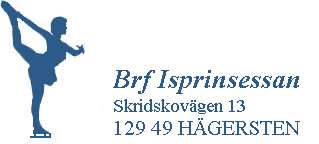 Brf Isprinsessan
Skridskovägen 13
129 49 HÄGERSTEN